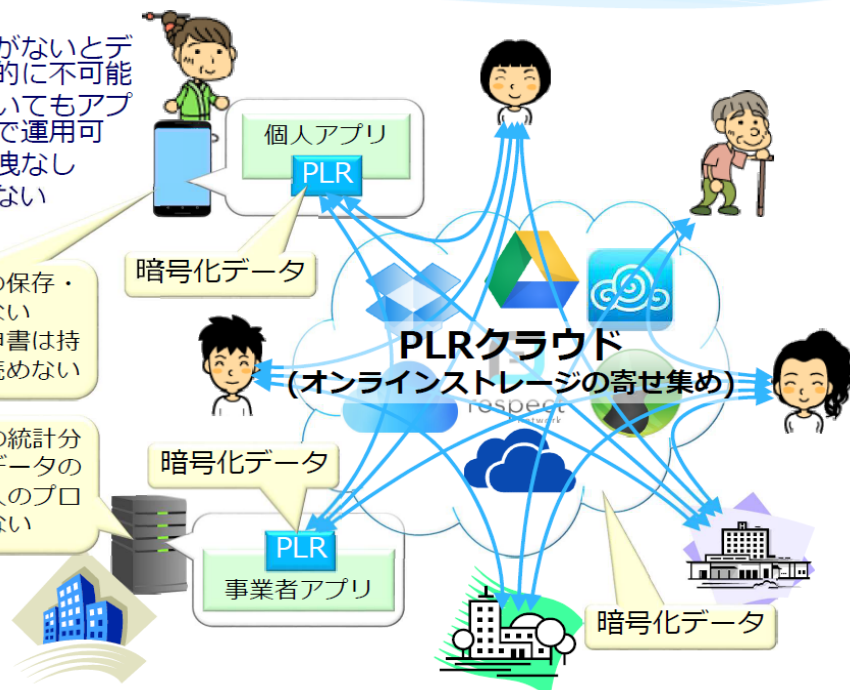 がないとデ
的に不可能
いてもアプ
で運用可
洩なし
ない
個人アプリ
PLR
暗号化データ
の保存・
ない
申書は持
読めない
PLRクラウド
(オンラインストレージの寄せ集め)
respect
network
の統計分
データの
人のプロ
ない
暗号化データ
PLR
事業者アプリ
暗号化データ